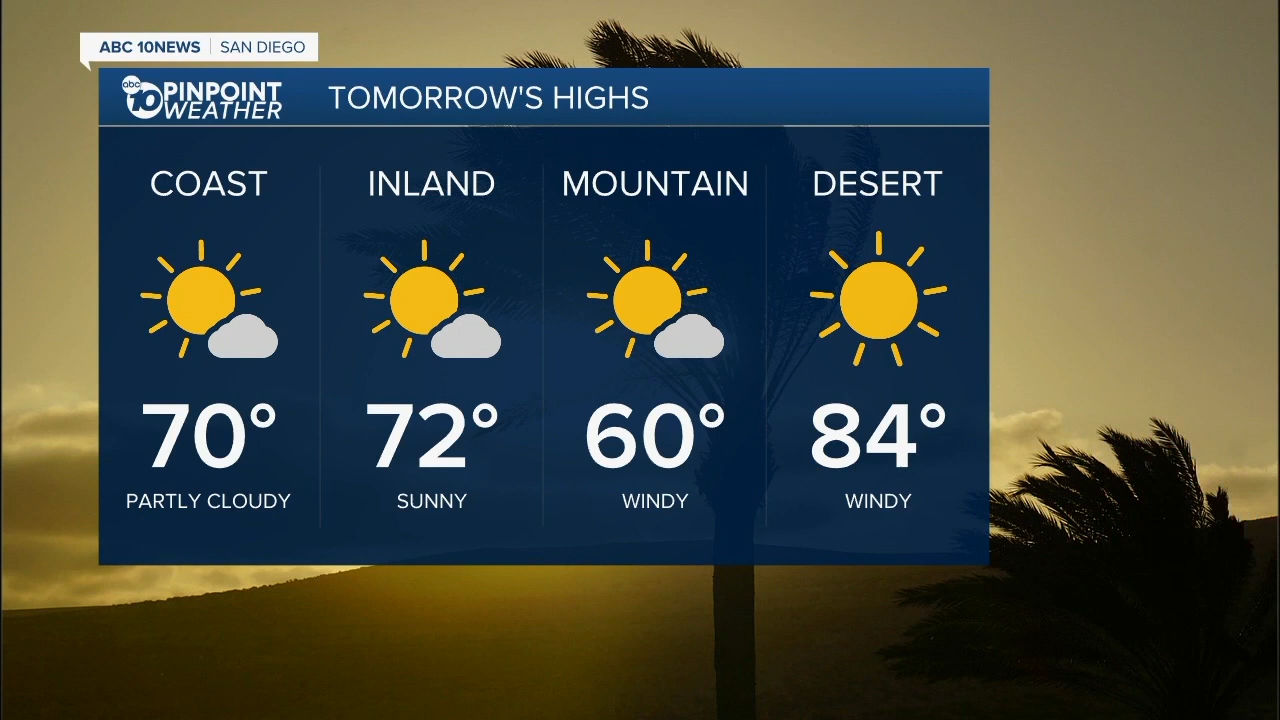 ABC 10NEWS | SAN DIEGO
abc 10 PINPOINT WEATHER
TOMORROW'S HIGHS
COAST
INLAND
MOUNTAIN
DESERT
70°
72°
60°
84°
PARTLY CLOUDY
SUNNY
WINDY
WINDY